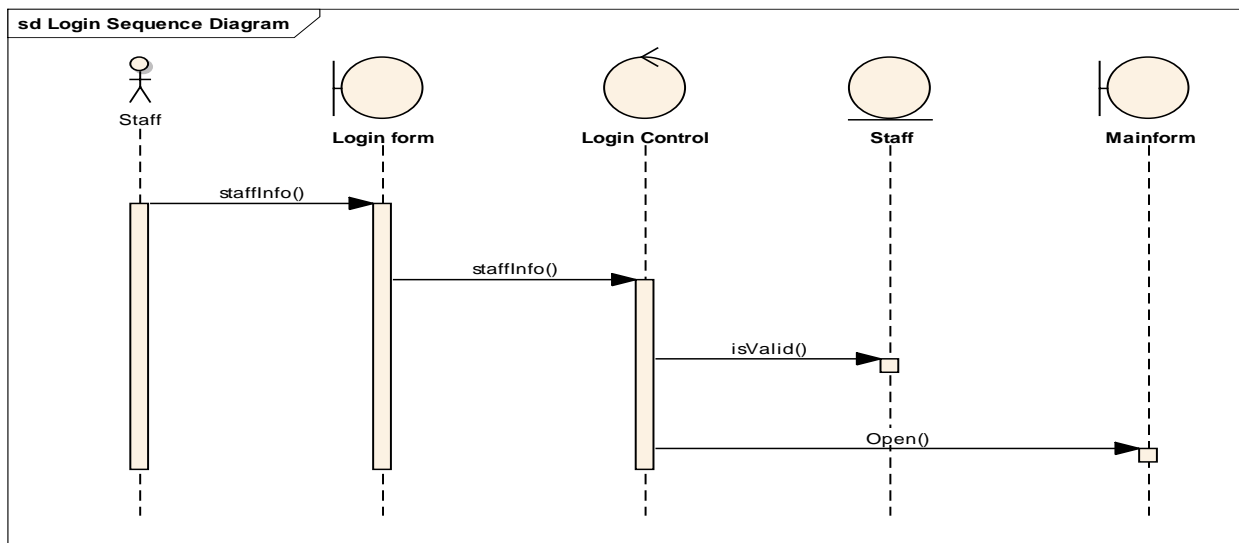 sd Login Sequence Diagram
Staff
Login form
Login Control
Staff
Mainform
staffInfo()
staffInfo()
isValid()
Open()